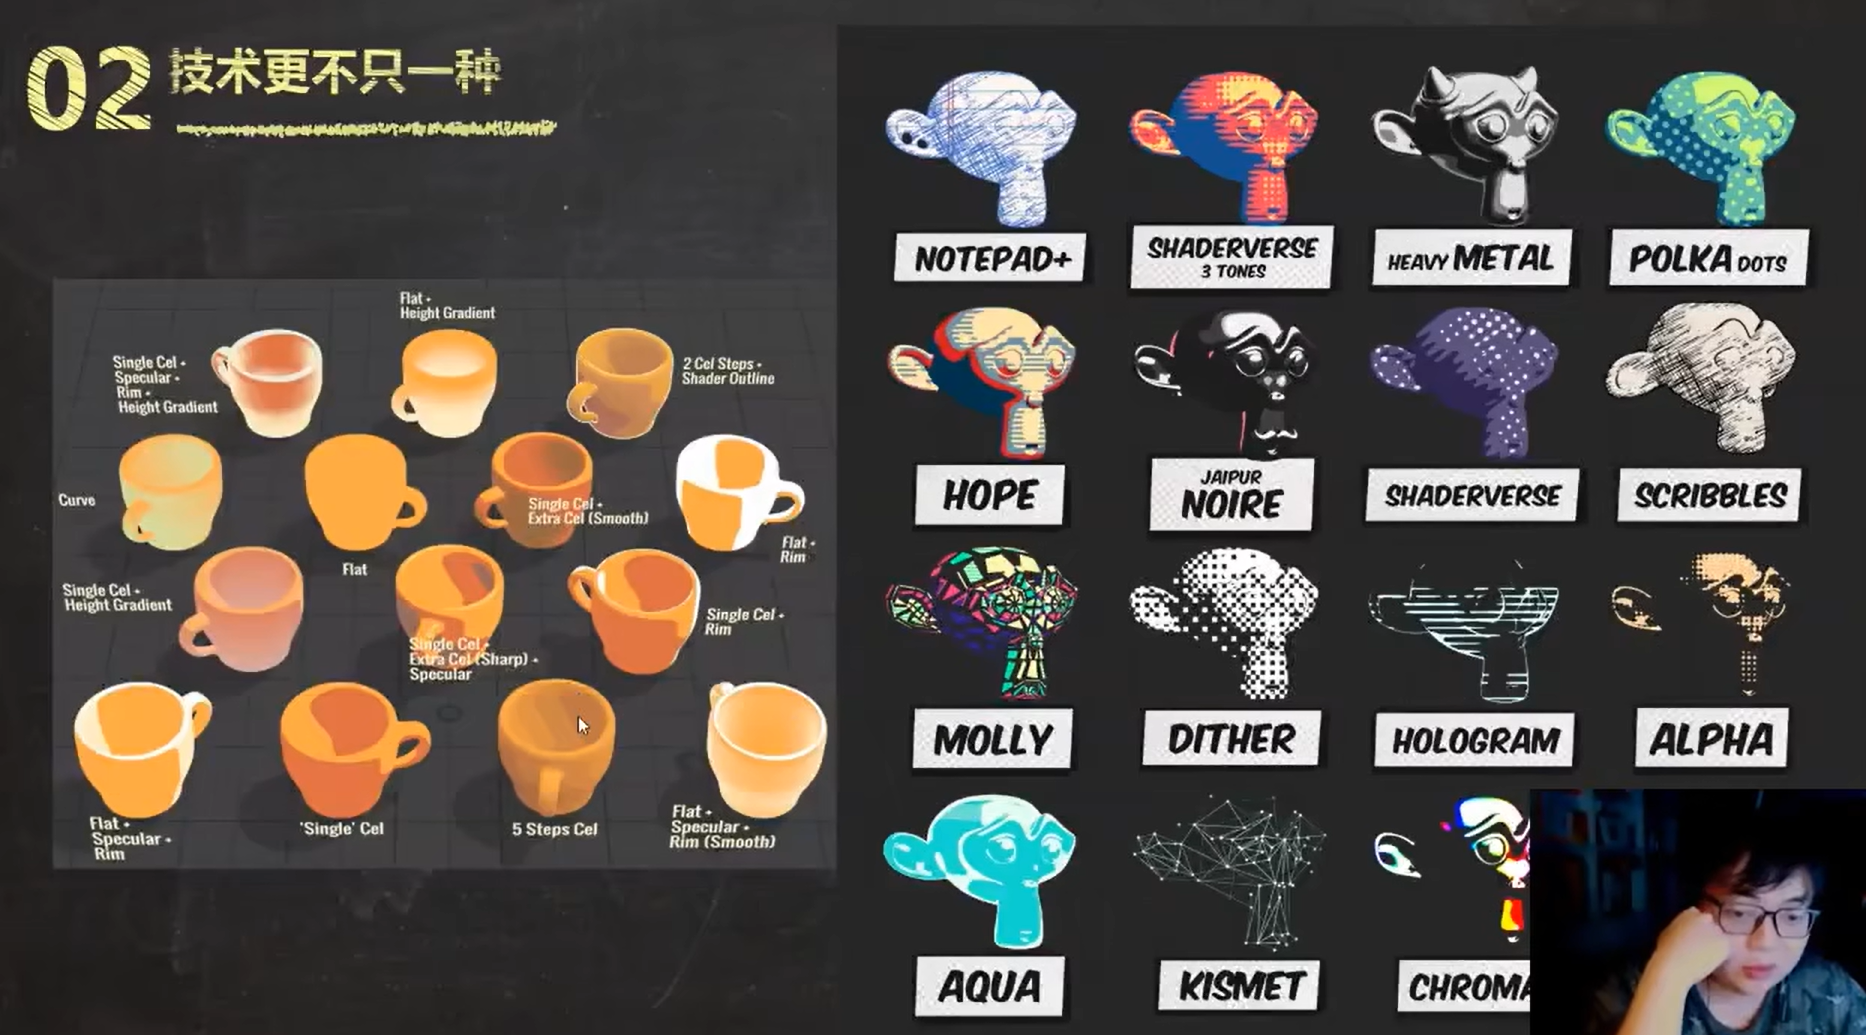 02 技术更不只一种
Flat +
Height Gradient
Single Cel +
Specular +
Rim +
Height Gradient
2 Cel Steps +
Shader Outline
Curve
Flat
Single Cel +
Extra Cel (Smooth)
Flat +
Rim
Single Cel +
Height Gradient
Single Cel +
Extra Cel (Sharp) +
Specular
Single Cel +
Rim
Flat +
Specular +
Rim
'Single' Cel
5 Steps Cel
Flat +
Specular +
Rim (Smooth)
NOTEPAD+
SHADERVERSE
3 TONES
HEAVY METAL
POLKA DOTS
HOPE
JAIPUR
NOIRE
SHADERVERSE
SCRIBBLES
MOLLY
DITHER
HOLOGRAM
ALPHA
AQUA
KISMET
CHROMA